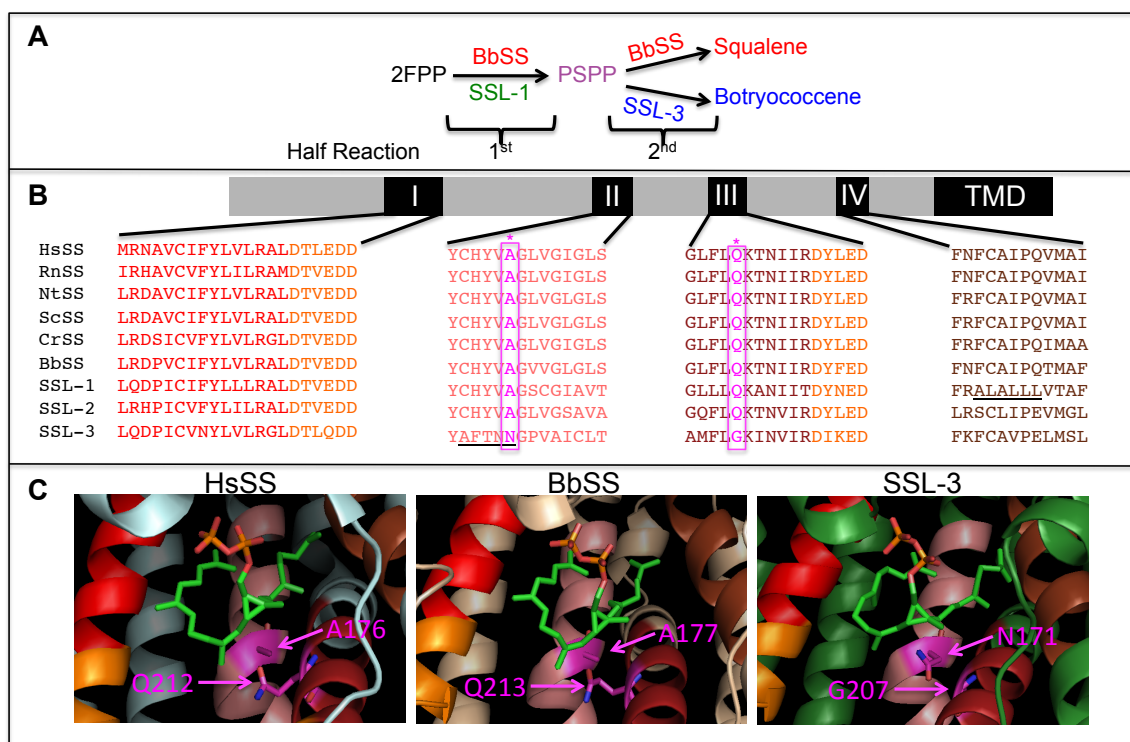 A
2FPP BbSS SSL-1 PSPP BbSS Squalene
SSL-3 Botryococcene
Half Reaction 1st 2nd
B
I II III IV TMD
* *
HsSS MRNAVCIFYLVLRALDTLEDD YCHYVAGLVGIGLS GLFLQKTNIIRDYLED FNFCAIPQVMAI
RnSS IRHAVCVFYLILRAMDTVEDD YCHYVAGLVGIGLS GLFLQKTNIIRDYLED FNFCAIPQVMAI
NtSS LRDAVCIFYLVLRALDTVEDD YCHYVAGLVGLGLS GLFLQKTNIIRDYLED FRFCAIPQVMAI
ScSS LRDAVCIFYLVLRALDTVEDD YCHYVAGLVGLGLS GLFLQKTNIIRDYLED FRFCAIPQVMAI
CrSS LRDSICVFYLVLRGLDTVEDD YCHYVAGLVGLGLS GLFLQKTNIIRDYLED FRFCAIPQIMAA
BbSS LRDPVCIFYLVLRALDTVEDD YCHYVAGVVGLGLS GLFLQKTNIIRDYFED FRFCAIPQTMAF
SSL-1 LQDPICIFYLLLRALDTVEDD YCHYVAGSCGIAVT GLLLQKANIITDYNED FRALALLLVTAF
SSL-2 LRHPICVFYLILRALDTVEDD YCHYVAGLVGSAVA GQFLQKTNVIRDYLED LRSCLIPEVMGL
SSL-3 LQDPICVNYLVLRGLDTLQDD YAFTNNGPVAICLT AMFLGKINVIRDIKED FKFCAVPELMSL
C
HsSS BbSS SSL-3
A176 A177 N171
Q212 Q213 G207